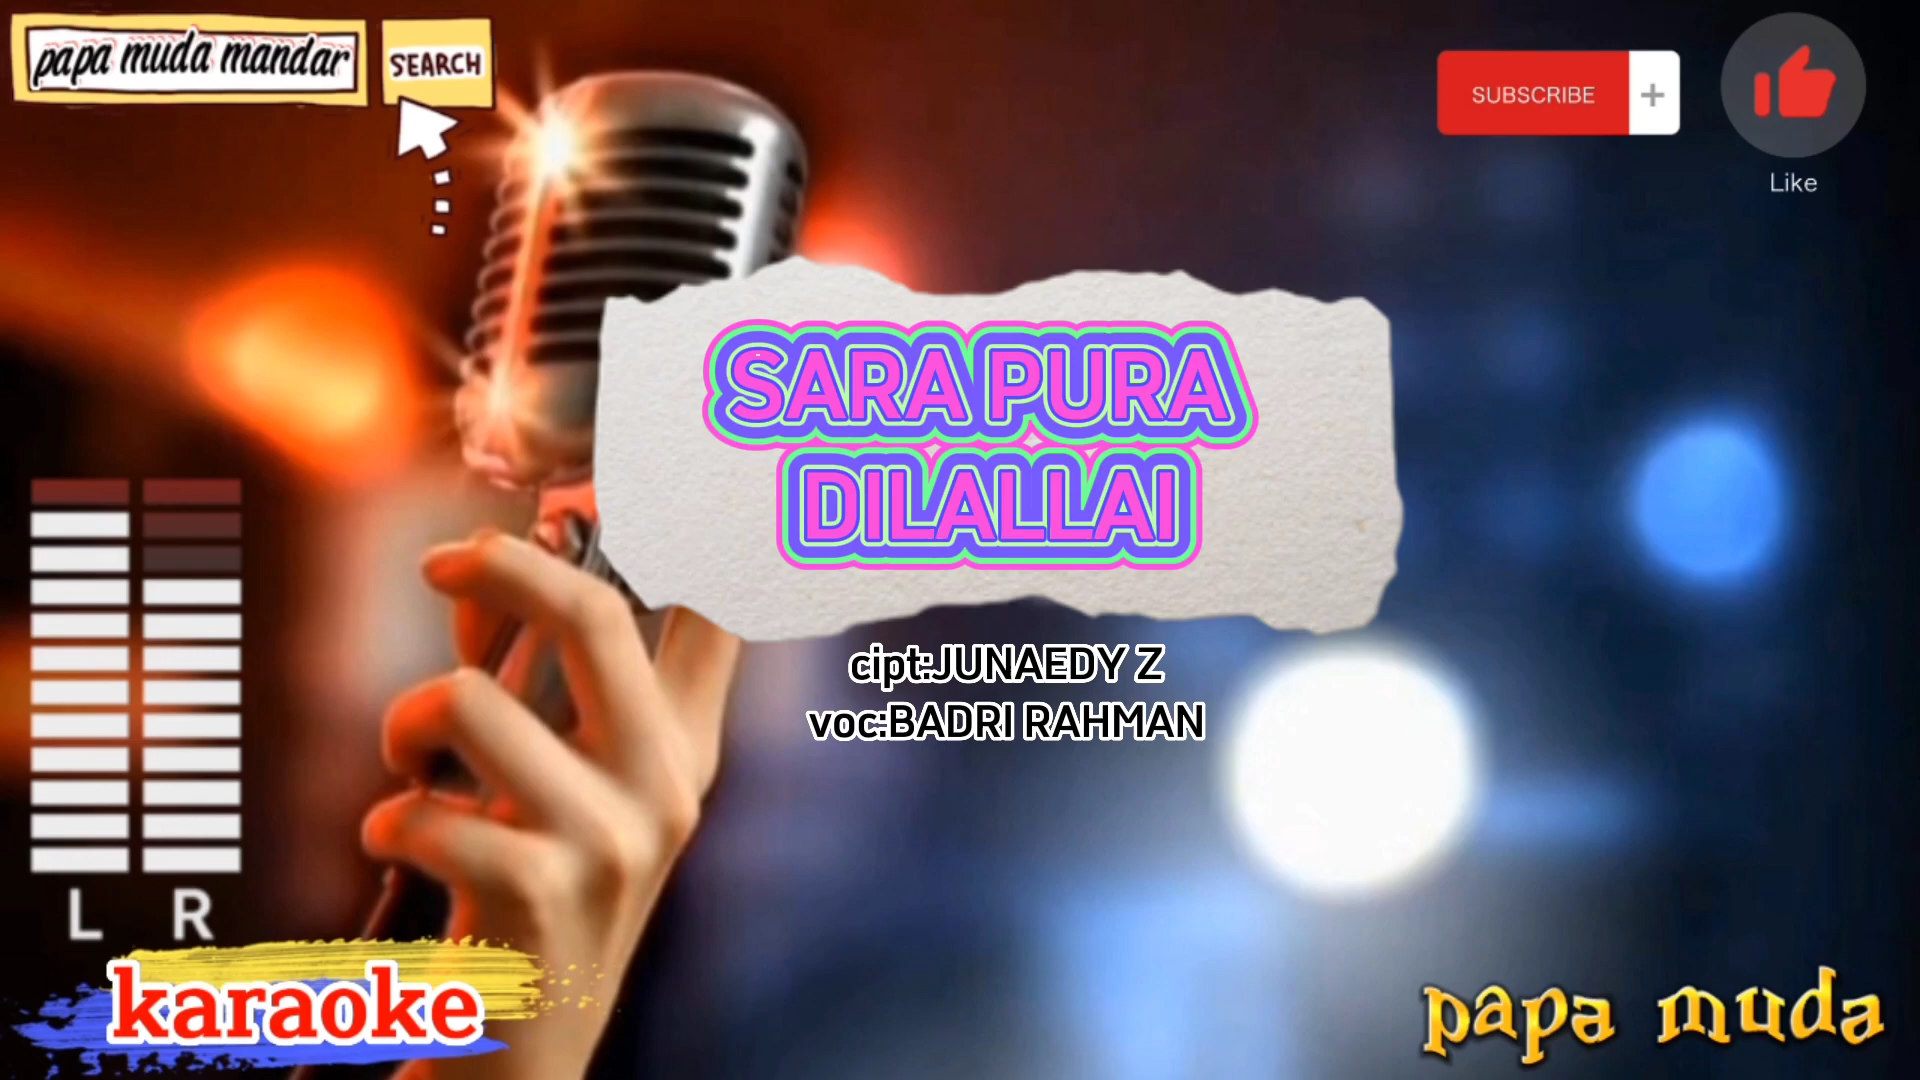 papa muda mandar
SEARCH
SUBSCRIBE +
Like
SARA PURA
DILALLAI
cipt:JUNAEDY Z
voc:BADRI RAHMAN
L R
karaoke
papa muda